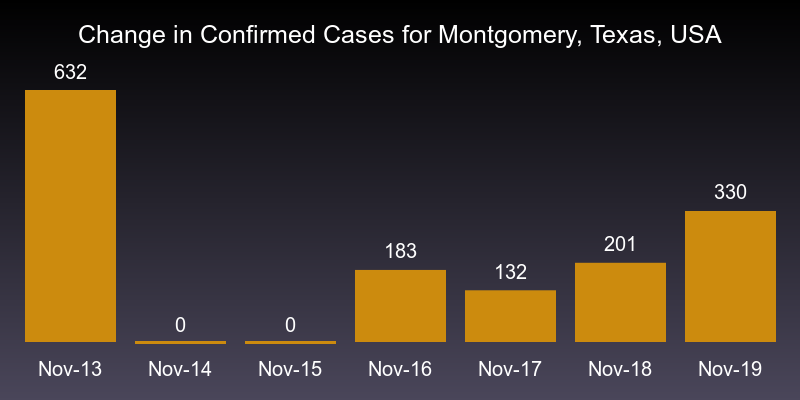 Change in Confirmed Cases for Montgomery, Texas, USA
632
0
0
183
132
201
330
Nov-13
Nov-14
Nov-15
Nov-16
Nov-17
Nov-18
Nov-19